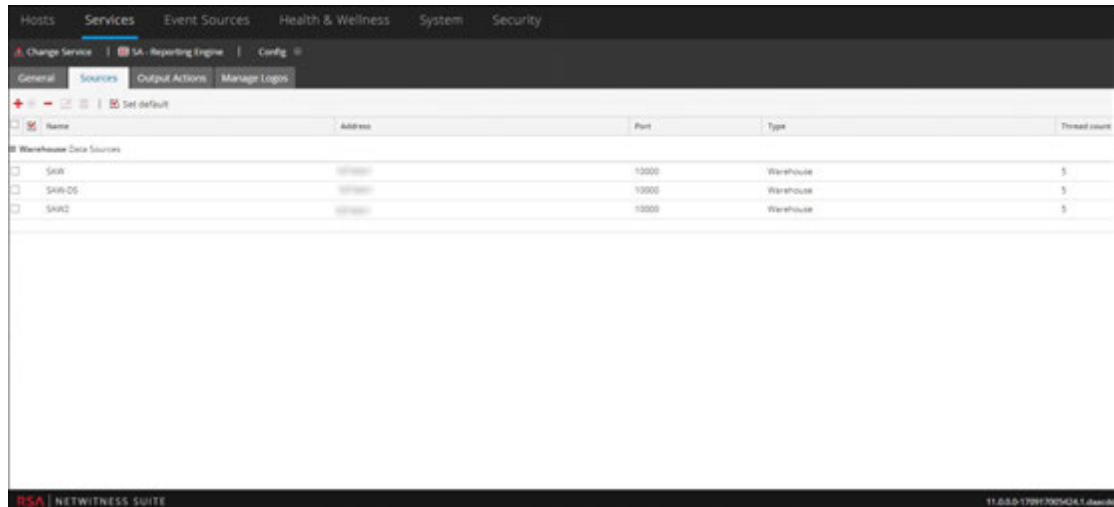 Hosts Services Event Sources Health & Wellness System Security
Change Service | SA - Reporting Engine | Config
General Sources Output Actions Manage Logos
Set default
Name Address Port Type Thread count
Warehouse Data Sources
SAW 10000 Warehouse 5
SAW-DS 10000 Warehouse 5
SAW2 10000 Warehouse 5
RSA | NETWITNESS SUITE